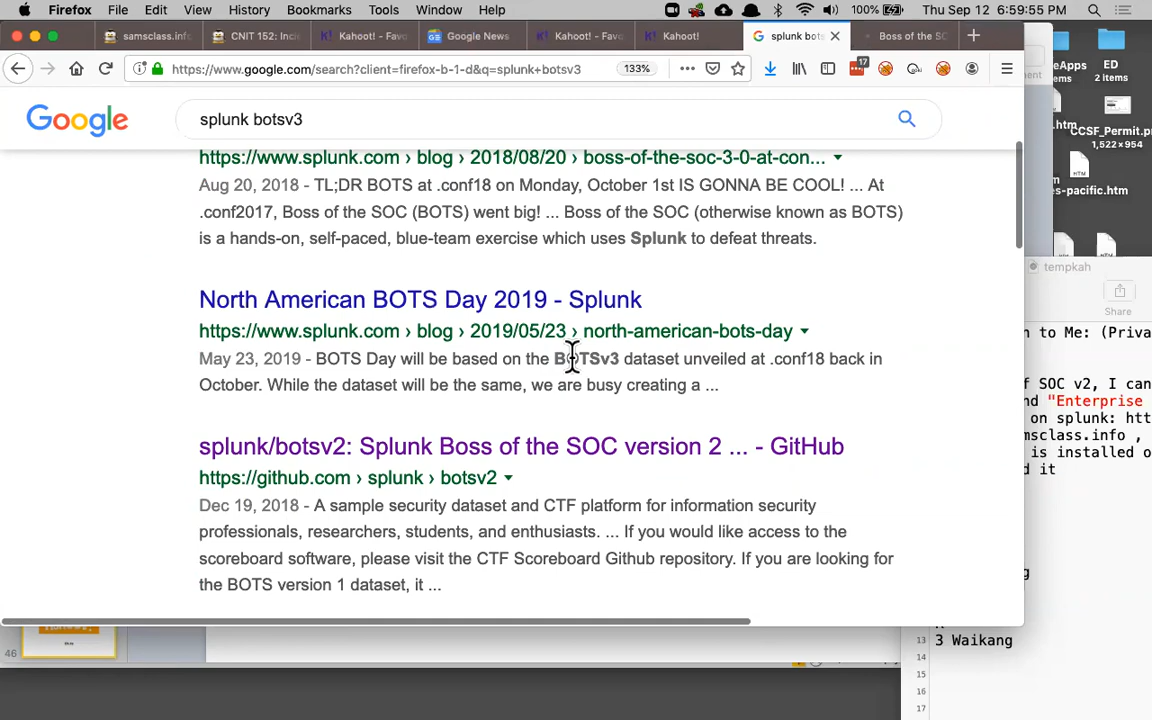 Firefox File Edit View History Bookmarks Tools Window Help 100% Thu Sep 12 6:59:55 PM
samsclass.info CNIT 152: Inci Kahoot! - Favo Google News Kahoot! - Favo Kahoot! splunk bots Boss of the SO
https://www.google.com/search?client=firefox-b-1-d&q=splunk+botsv3 133% 17
eApps
ms
ED
2 items
Google splunk botsv3
.htm
CCSF_Permit.pn
1,522×954
es-pacific.htm
https://www.splunk.com › blog › 2018/08/20 › boss-of-the-soc-3-0-at-con...
Aug 20, 2018 - TL;DR BOTS at .conf18 on Monday, October 1st IS GONNA BE COOL! ... At
.conf2017, Boss of the SOC (BOTS) went big! ... Boss of the SOC (otherwise known as BOTS)
is a hands-on, self-paced, blue-team exercise which uses Splunk to defeat threats.
North American BOTS Day 2019 - Splunk
https://www.splunk.com › blog › 2019/05/23 › north-american-bots-day
May 23, 2019 - BOTS Day will be based on the BOTSv3 dataset unveiled at .conf18 back in
October. While the dataset will be the same, we are busy creating a ...
splunk/botsv2: Splunk Boss of the SOC version 2 ... - GitHub
https://github.com › splunk › botsv2
Dec 19, 2018 - A sample security dataset and CTF platform for information security
professionals, researchers, students, and enthusiasts. ... If you would like access to the
scoreboard software, please visit the CTF Scoreboard Github repository. If you are looking for
the BOTS version 1 dataset, it ...
tempkah
Share
n to Me: (Priva
f SOC v2, I can
nd "Enterprise
on splunk: htt
msclass.info ,
is installed o
d it
g
13 3 Waikang
14
15
16
17
46